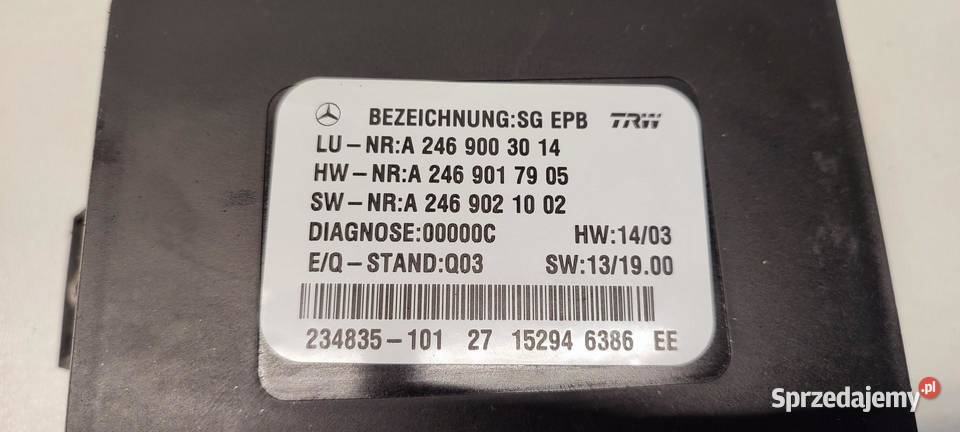 BEZEICHNUNG:SG EPB TRW
LU-NR:A 246 900 30 14
HW-NR:A 246 901 79 05
SW-NR:A 246 902 10 02
DIAGNOSE:00000C HW:14/03
E/Q-STAND:Q03 SW:13/19.00
234835-101 27 15294 6386 EE
Sprzedajemy.pl